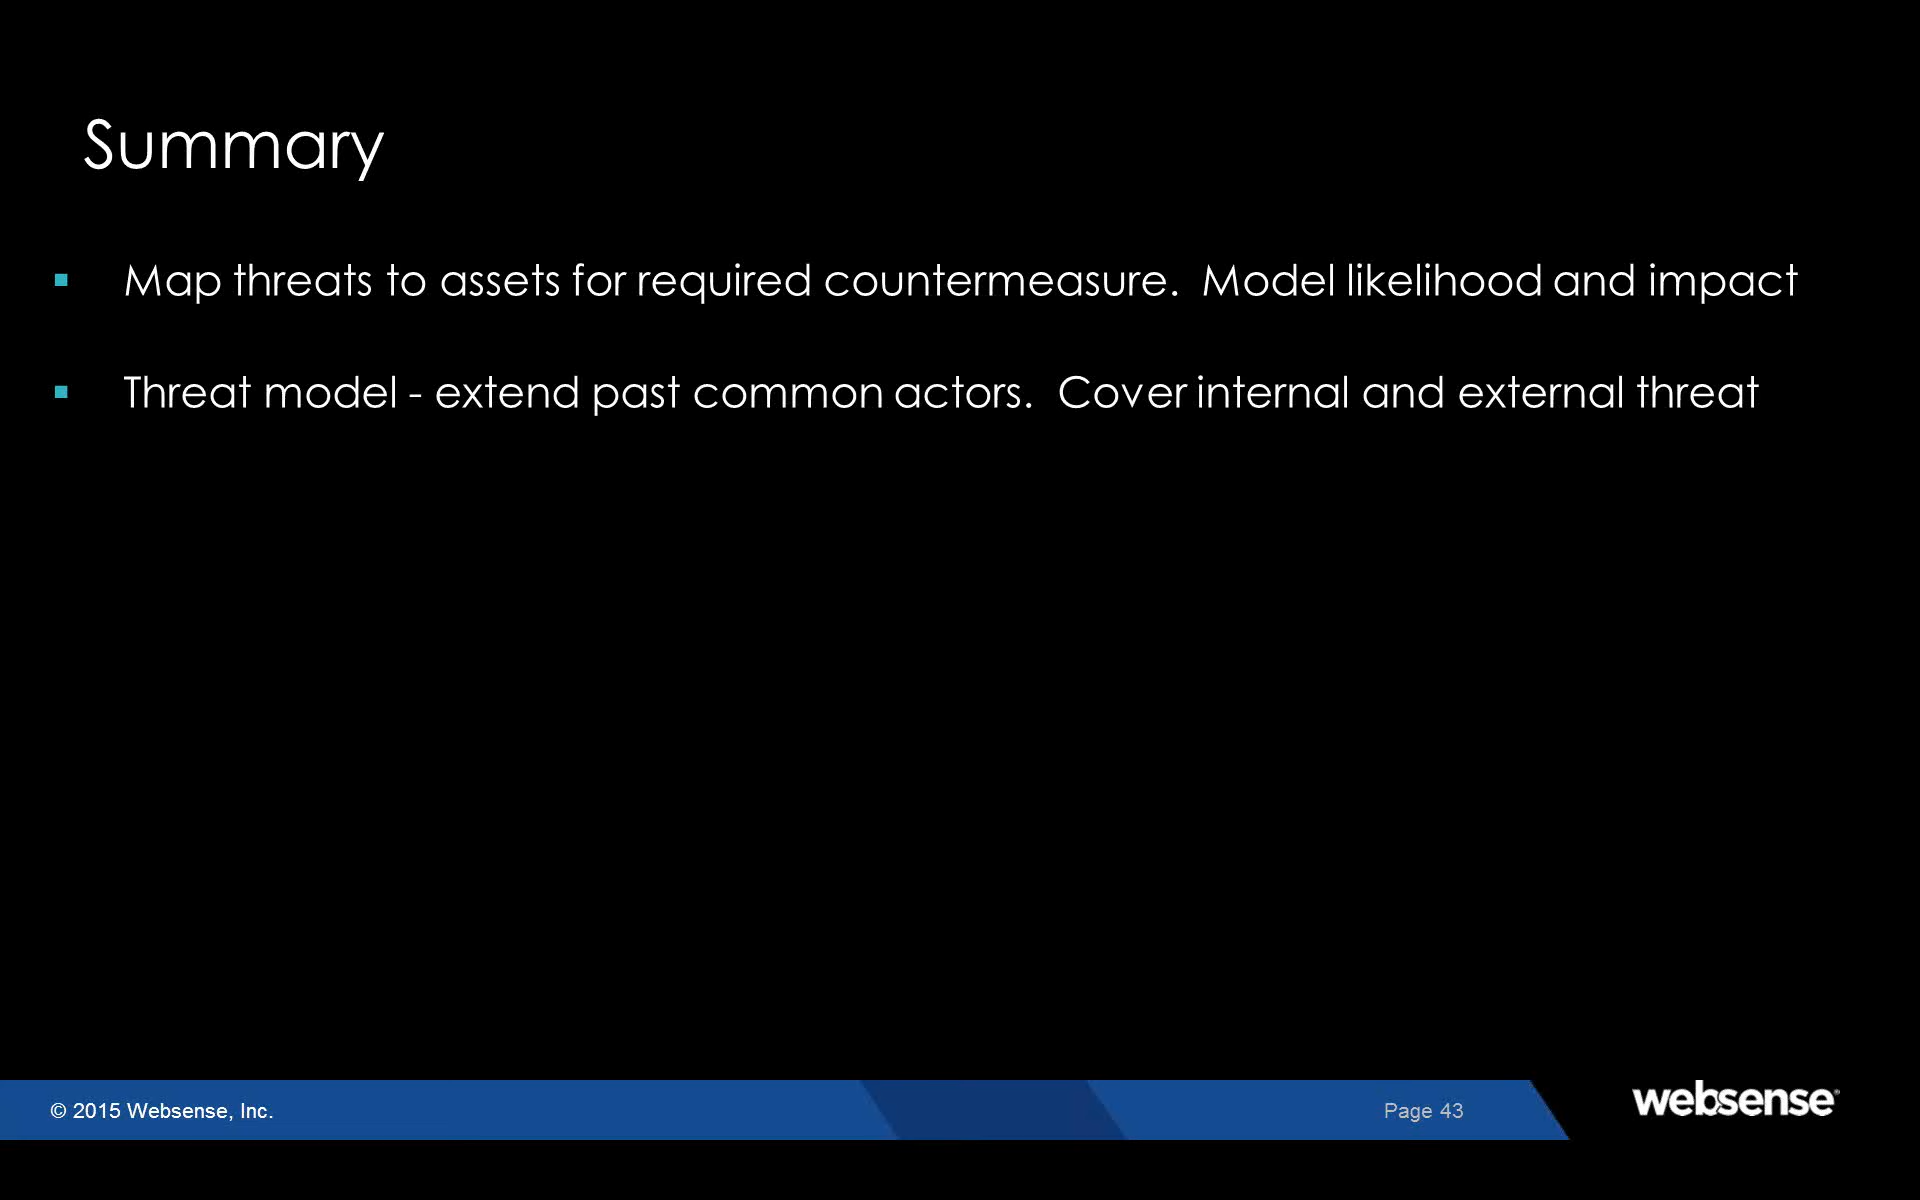 Summary
Map threats to assets for required countermeasure.  Model likelihood and impact
Threat model - extend past common actors.  Cover internal and external threat
© 2015 Websense, Inc.
Page 43
websense